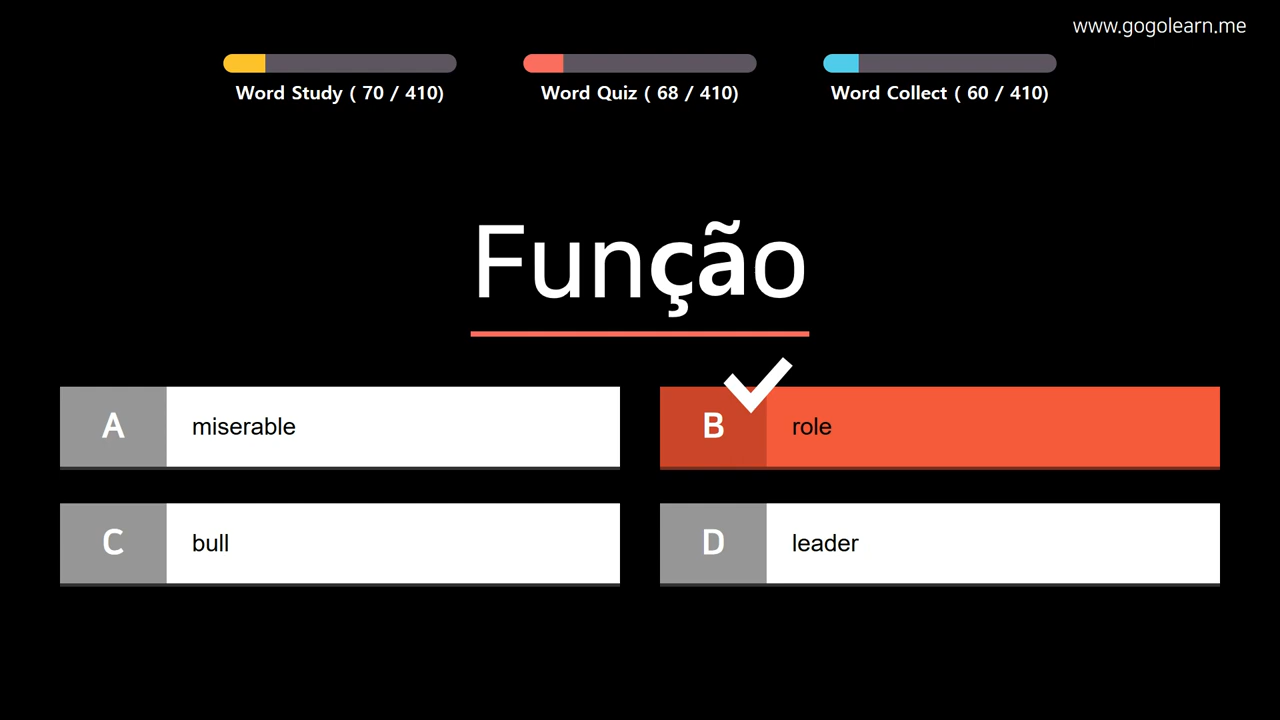 www.gogolearn.me
Word Study ( 70 / 410)
Word Quiz ( 68 / 410)
Word Collect ( 60 / 410)
Função
A miserable
B role
C bull
D leader